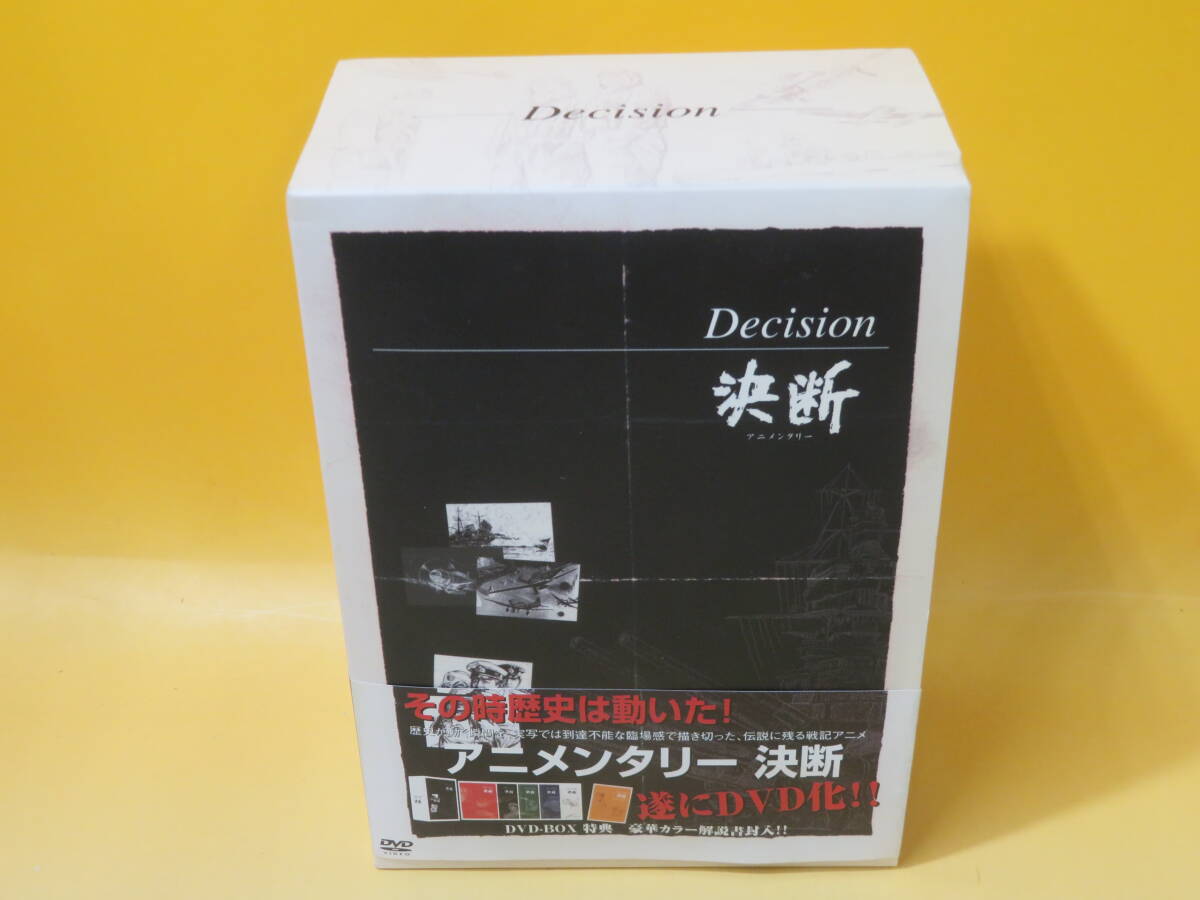 Decision
Decision
決断
アニメンタリー
その時歴史は動いた!
実写では到達不能な臨場感で描き切った、伝説に残る戦記アニメ
アニメンタリー 決断
遂にDVD化!!
DVD-BOX 特典 豪華カラー解説書封入!!
DVD
VIDEO